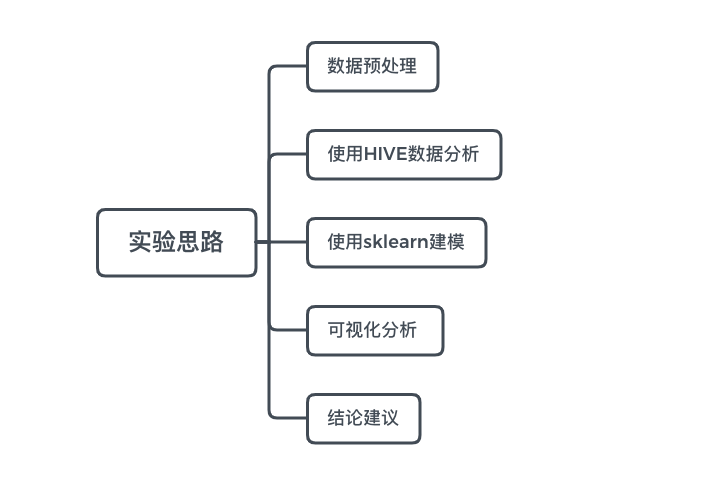 数据预处理
使用HIVE数据分析
实验思路
使用sklearn建模
可视化分析
结论建议